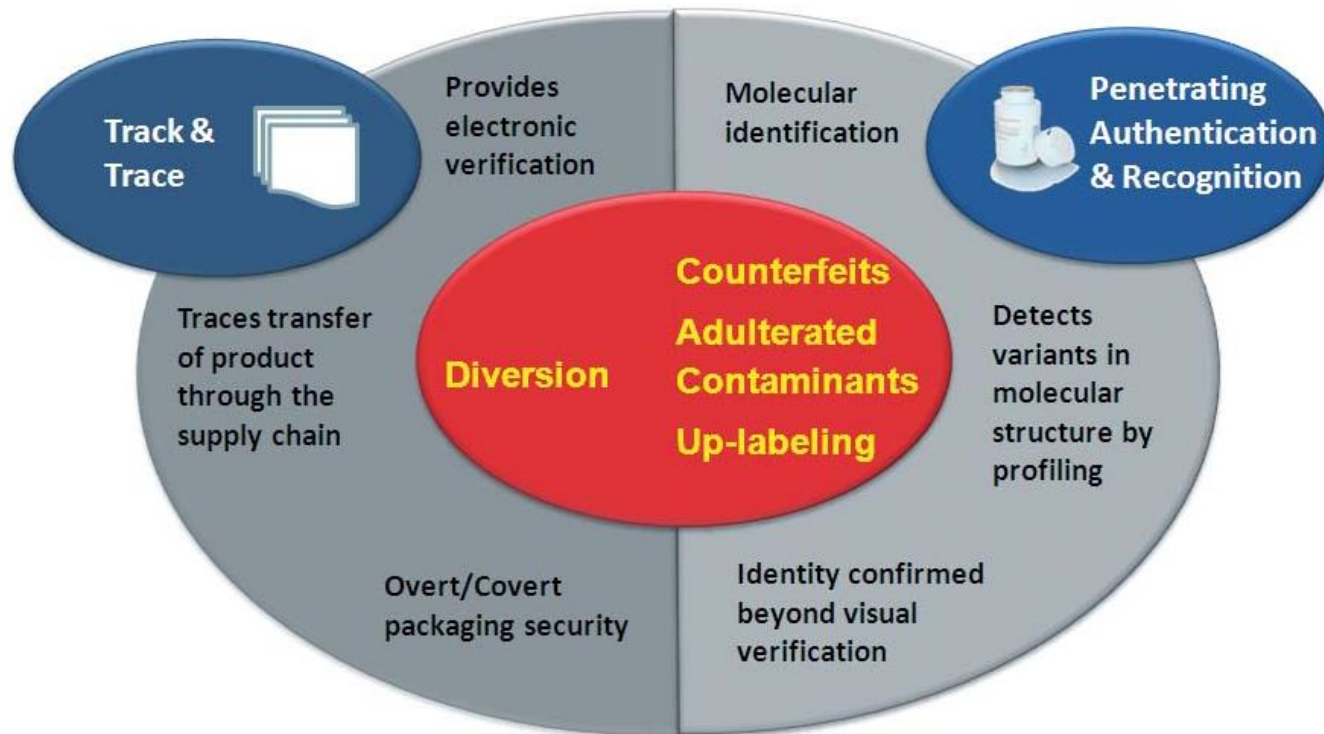 Track &
Trace
Provides
electronic
verification
Traces transfer
of product
through the
supply chain
Overt/Covert
packaging security
Diversion
Counterfeits
Adulterated
Contaminants
Up-labeling
Molecular
identification
Penetrating
Authentication
& Recognition
Detects
variants in
molecular
structure by
profiling
Identity confirmed
beyond visual
verification